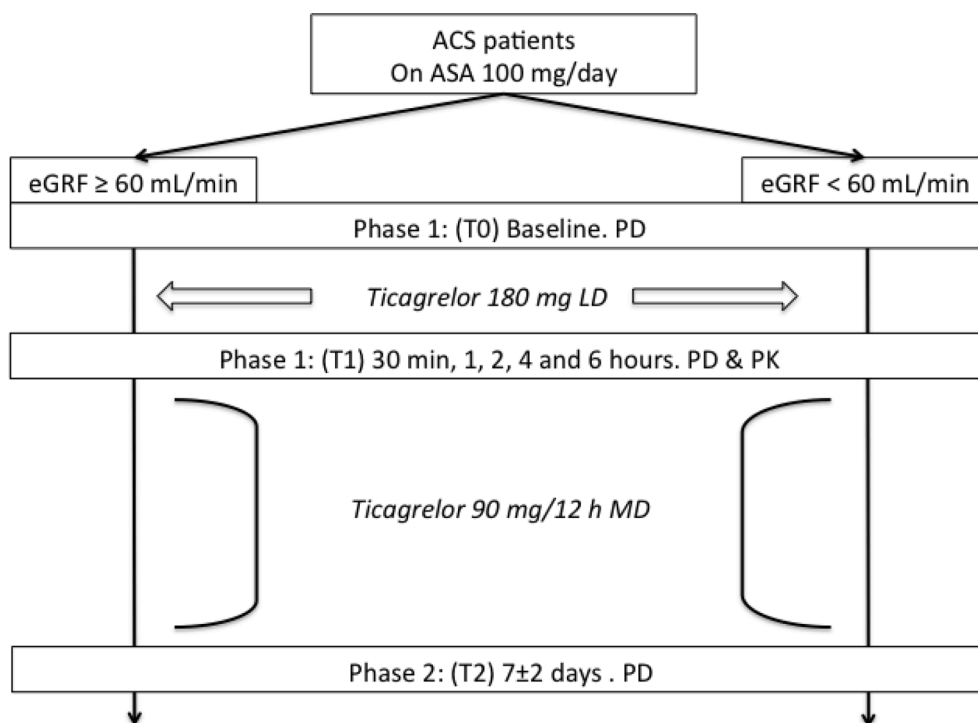 ACS patients
On ASA 100 mg/day
eGRF ≥ 60 mL/min
eGRF < 60 mL/min
Phase 1: (T0) Baseline. PD
Ticagrelor 180 mg LD
Phase 1: (T1) 30 min, 1, 2, 4 and 6 hours. PD & PK
Ticagrelor 90 mg/12 h MD
Phase 2: (T2) 7±2 days . PD